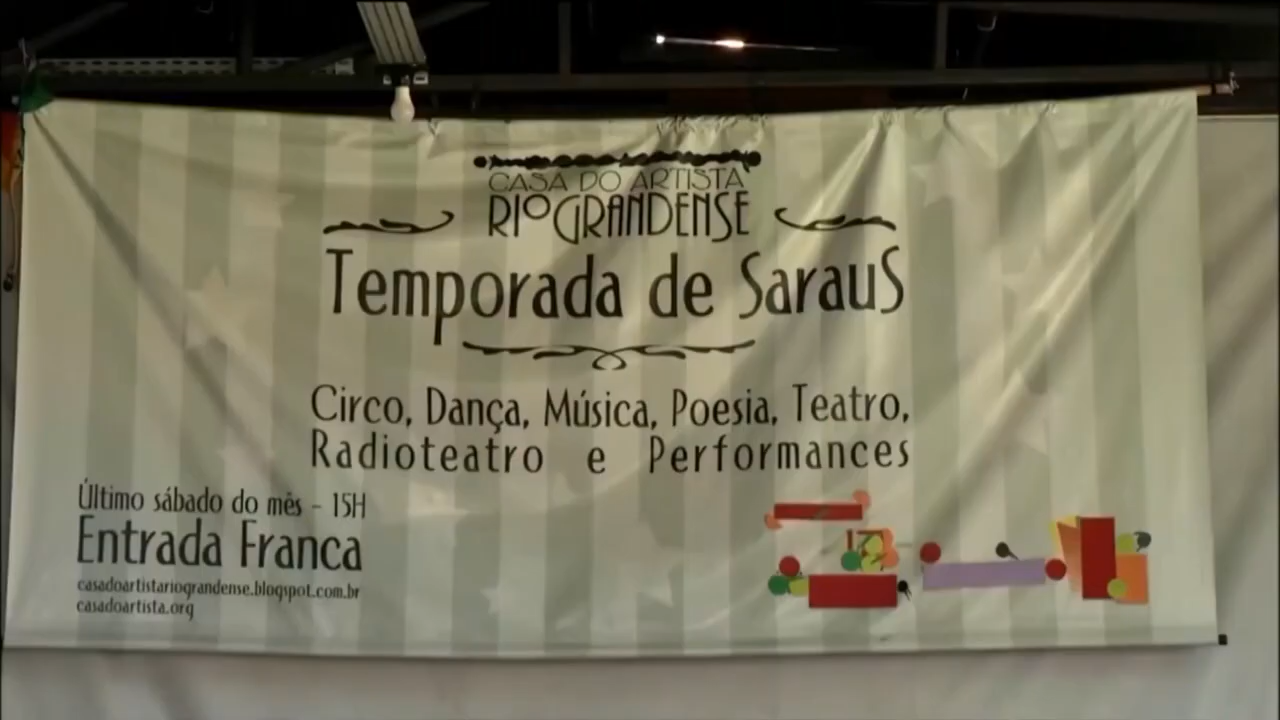 CASA DO ARTISTA
RIOGRANDENSE
Temporada de SarauS
Circo, Dança, Música, Poesia, Teatro,
Radioteatro e Performances
Último sábado do mês - 15H
Entrada Franca
casadoartistariograndense.blogspot.com.br
casadoartista.org